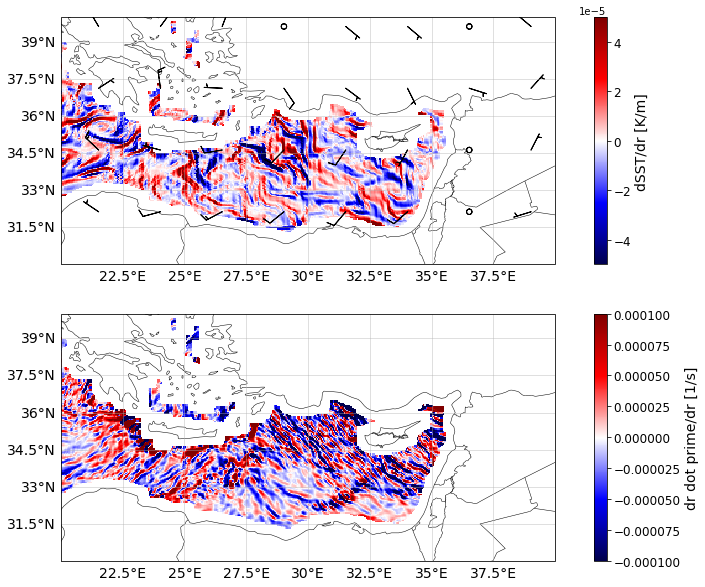 1e−5
39°N
37.5°N
36°N
34.5°N
33°N
31.5°N
22.5°E 25°E 27.5°E 30°E 32.5°E 35°E 37.5°E
4
2
0
−2
−4
dSST/dr [K/m]
39°N
37.5°N
36°N
34.5°N
33°N
31.5°N
22.5°E 25°E 27.5°E 30°E 32.5°E 35°E 37.5°E
0.000100
0.000075
0.000050
0.000025
0.000000
−0.000025
−0.000050
−0.000075
−0.000100
dr dot prime/dr [1/s]